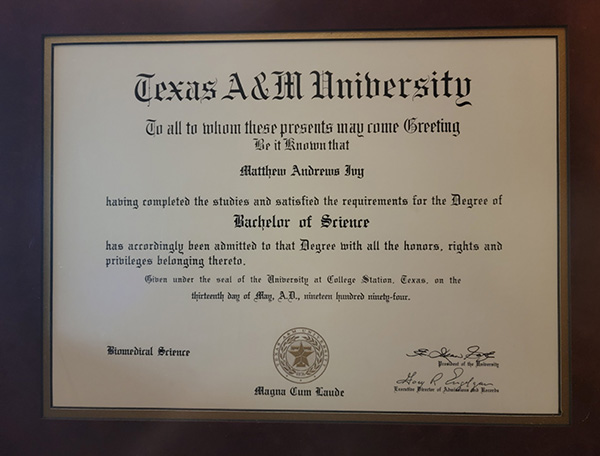 Texas A&M University
To all to whom these presents may come Greeting
Be it Known that
Matthew Andrews Ivy
having completed the studies and satisfied the requirements for the Degree of
Bachelor of Science
has accordingly been admitted to that Degree with all the honors, rights and
privileges belonging thereto.
Given under the seal of the University at College Station, Texas, on the
thirteenth day of May, A.D., nineteen hundred ninety-four.
Biomedical Science
Magna Cum Laude
President of the University
Executive Director of Admissions and Records